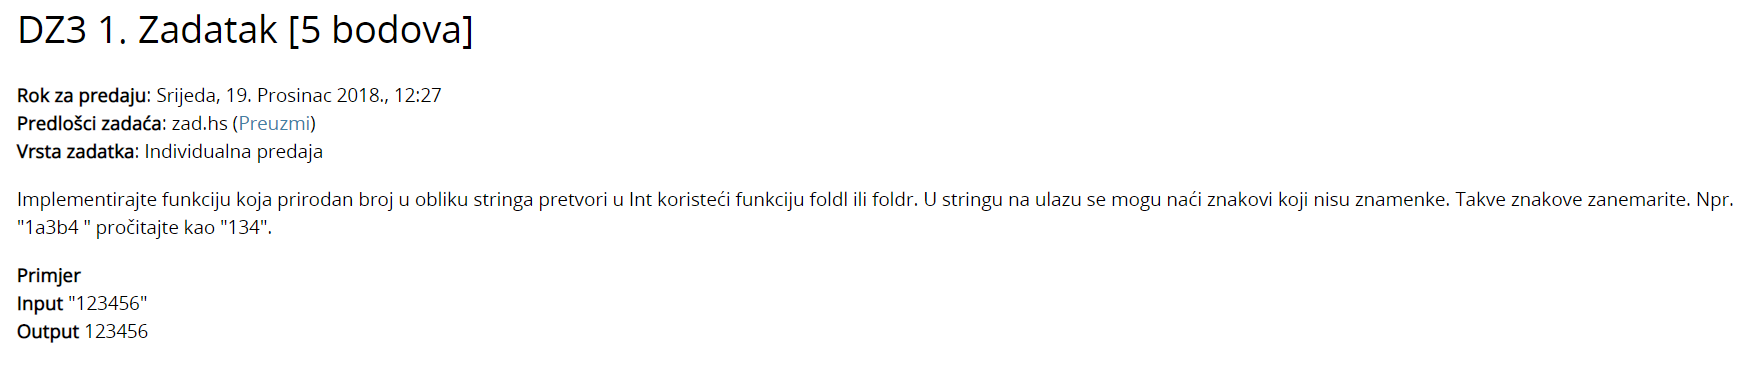 DZ3 1. Zadatak [5 bodova]
Rok za predaju: Srijeda, 19. Prosinac 2018., 12:27
Predlošci zadaća: zad.hs (Preuzmi)
Vrsta zadatka: Individualna predaja
Implementirajte funkciju koja prirodan broj u obliku stringa pretvori u Int koristeći funkciju foldl ili foldr. U stringu na ulazu se mogu naći znakovi koji nisu znamenke. Takve znakove zanemarite. Npr.
"1a3b4 " pročitajte kao "134".
Primjer
Input "123456"
Output 123456